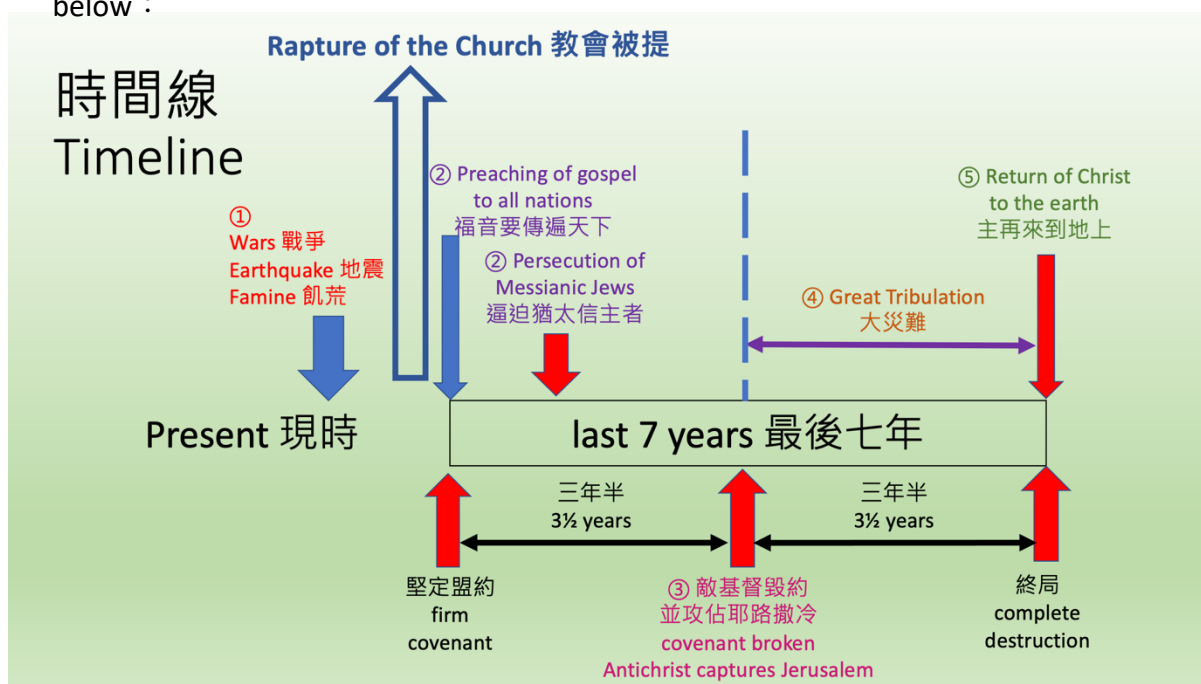 below：
Rapture of the Church 教會被提
時間線
Timeline
①
Wars 戰爭
Earthquake 地震
Famine 飢荒
② Preaching of gospel
to all nations
福音要傳遍天下
② Persecution of
Messianic Jews
逼迫猶太信主者
④ Great Tribulation
大災難
⑤ Return of Christ
to the earth
主再來到地上
Present 現時
last 7 years 最後七年
三年半
3½ years
三年半
3½ years
堅定盟約
firm
covenant
③ 敵基督毀約
並攻佔耶路撒冷
covenant broken
Antichrist captures Jerusalem
終局
complete
destruction